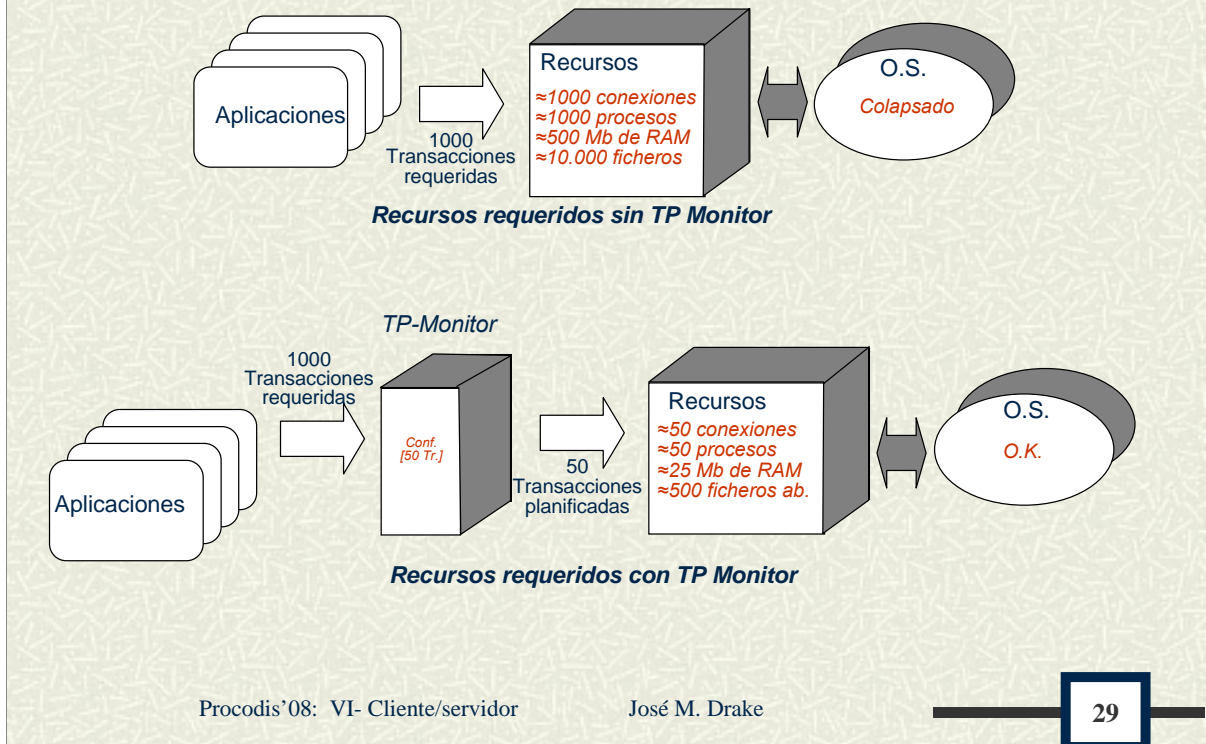 Aplicaciones
1000
Transacciones
requeridas
Recursos
≈1000 conexiones
≈1000 procesos
≈500 Mb de RAM
≈10.000 ficheros
O.S.
Colapsado
Recursos requeridos sin TP Monitor
TP-Monitor
Aplicaciones
1000
Transacciones
requeridas
Conf.
[50 Tr.]
50
Transacciones
planificadas
Recursos
≈50 conexiones
≈50 procesos
≈25 Mb de RAM
≈500 ficheros ab.
O.S.
O.K.
Recursos requeridos con TP Monitor
Procodis’08: VI- Cliente/servidor
José M. Drake
29